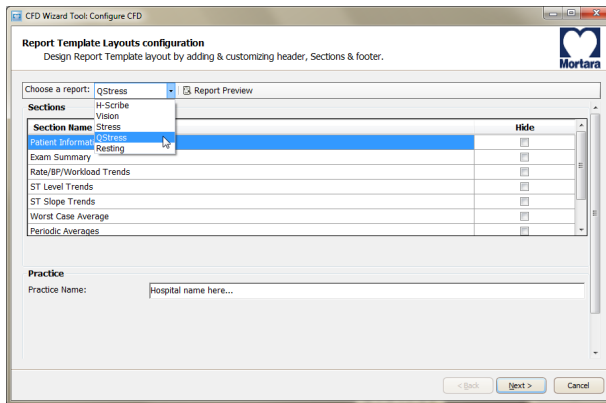 CFD Wizard Tool: Configure CFD
Report Template Layouts configuration
Design Report Template layout by adding & customizing header, Sections & footer.
Mortara
Choose a report: QStress Report Preview
H-Scribe
Vision
Stress
QStress
Resting
Sections
Section Name Hide
Patient Informati
Exam Summary
Rate/BP/Workload Trends
ST Level Trends
ST Slope Trends
Worst Case Average
Periodic Averages
Practice
Practice Name: Hospital name here...
< Back Next > Cancel